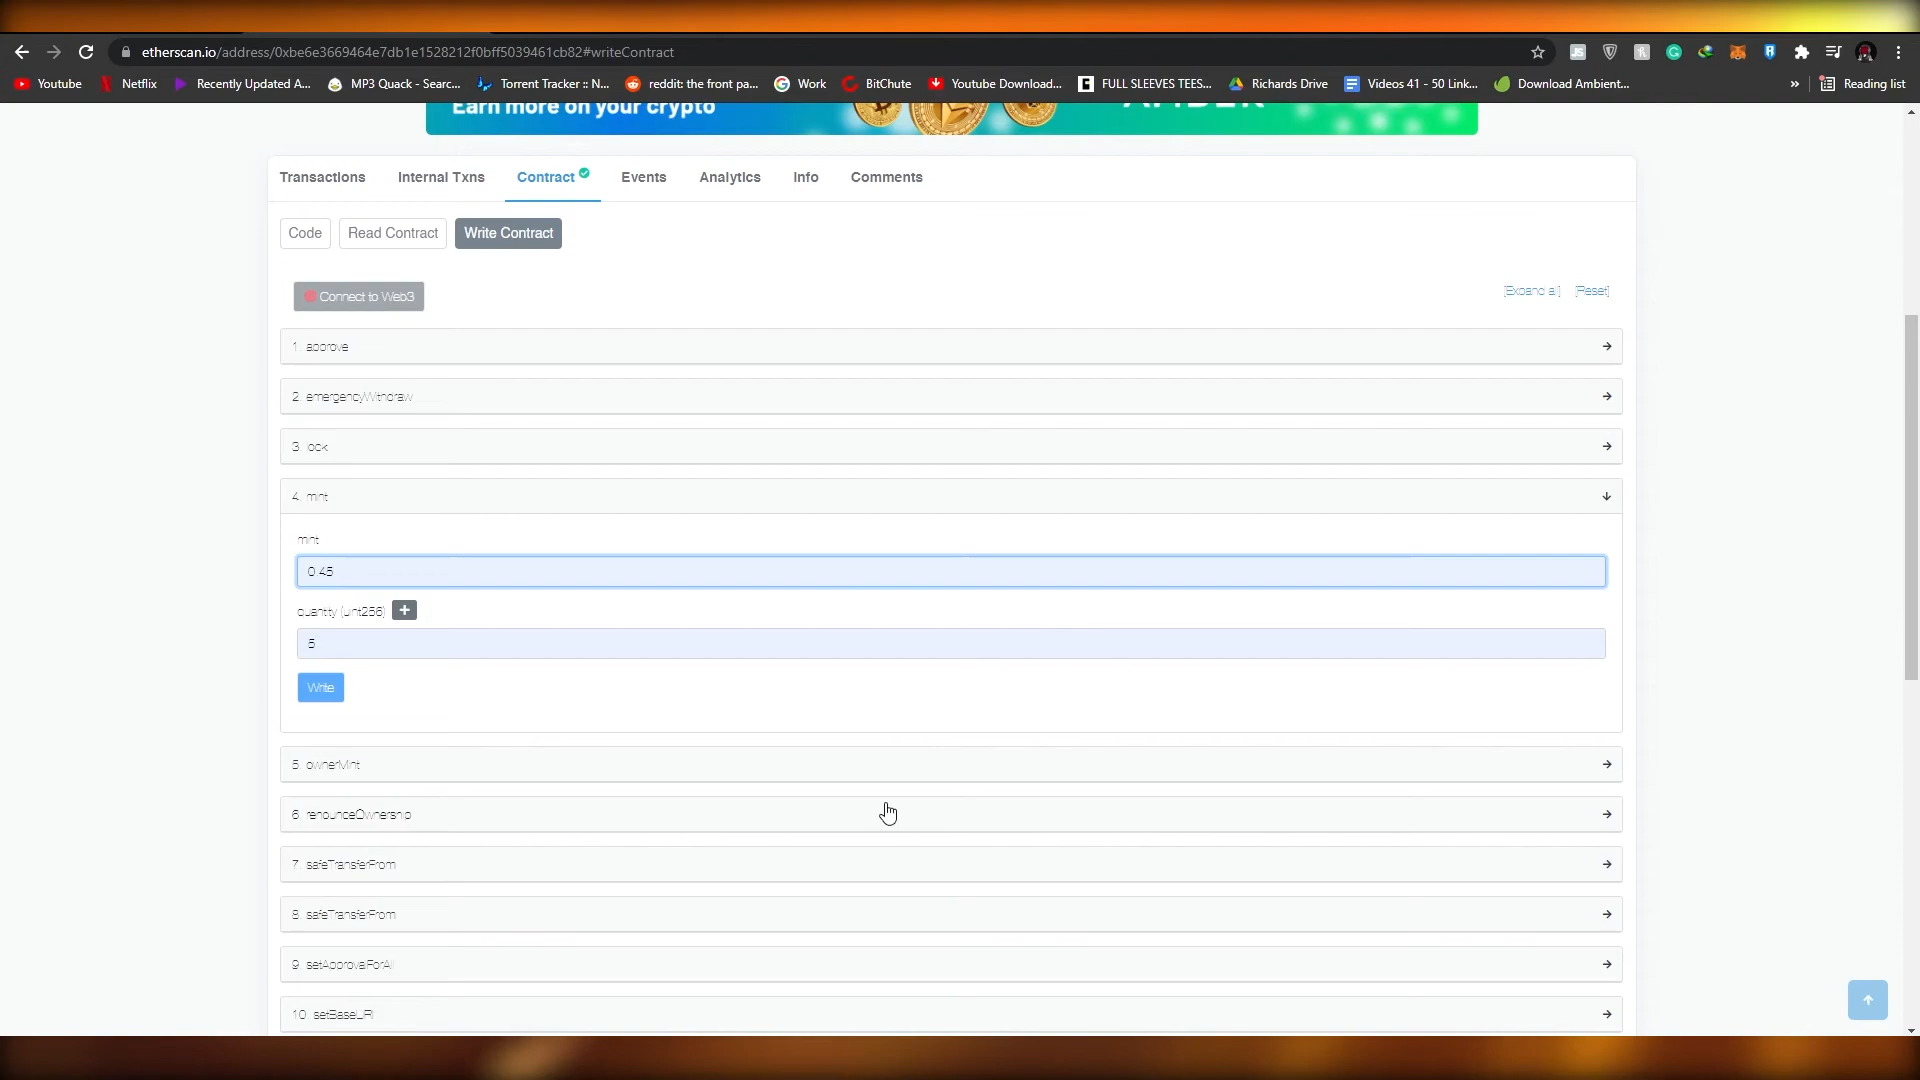 etherscan.io/address/0xbe6e3669464e7db1e1528212f0bff5039461cb82#writeContract
Youtube Netflix Recently Updated A... MP3 Quack - Searc... Torrent Tracker :: N... reddit: the front pa... Work BitChute Youtube Download... FULL SLEEVES TEES... Richards Drive Videos 41 - 50 Link... Download Ambient... » Reading list
Earn more on your crypto
Transactions Internal Txns Contract Events Analytics Info Comments
Code Read Contract Write Contract
Connect to Web3 [Expand all] [Reset]
1. approve
2. emergencyWithdraw
3. lock
4. mint
mint
0.45
quantity (uint256) +
5
Write
5. ownerMint
6. renounceOwnership
7. safeTransferFrom
8. safeTransferFrom
9. setApprovalForAll
10. setBaseURI